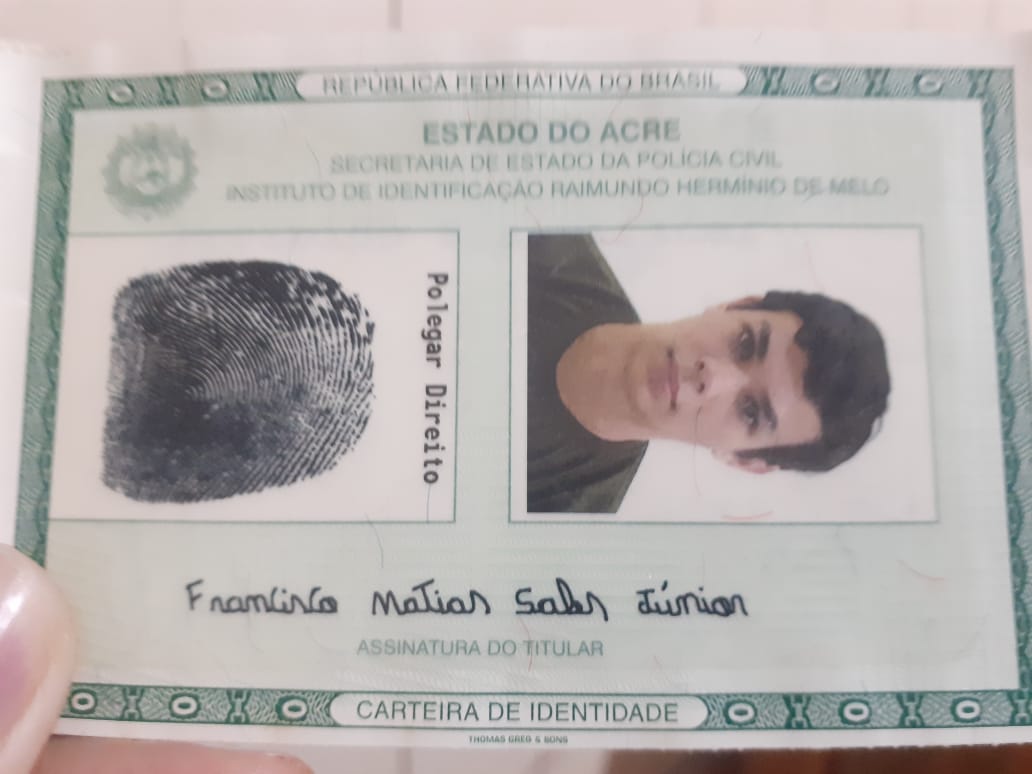 REPÚBLICA FEDERATIVA DO BRASIL
ESTADO DO ACRE
SECRETARIA DE ESTADO DA POLÍCIA CIVIL
INSTITUTO DE IDENTIFICAÇÃO RAIMUNDO HERMÍNIO DE MELO
Polegar Direito
Francisco Matias Sales Júnior
ASSINATURA DO TITULAR
CARTEIRA DE IDENTIDADE
THOMAS GREG & SONS